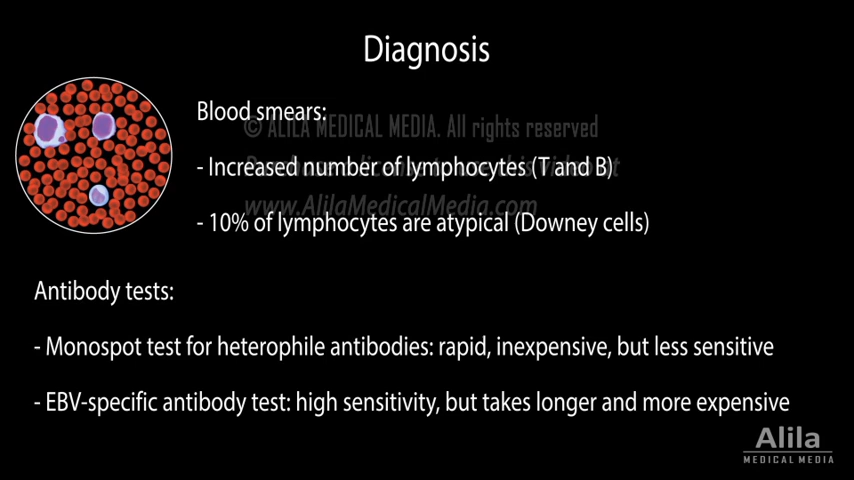 Diagnosis
Blood smears:
© ALILA MEDICAL MEDIA. All rights reserved
- Increased number of lymphocytes (T and B)
www.AlilaMedicalMedia.com
- 10% of lymphocytes are atypical (Downey cells)
Antibody tests:
- Monospot test for heterophile antibodies: rapid, inexpensive, but less sensitive
- EBV-specific antibody test: high sensitivity, but takes longer and more expensive
Alila
MEDICAL MEDIA